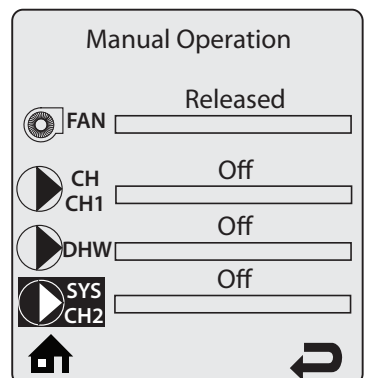 Manual Operation
Released
FAN
Off
CH
CH1
Off
DHW
Off
SYS
CH2